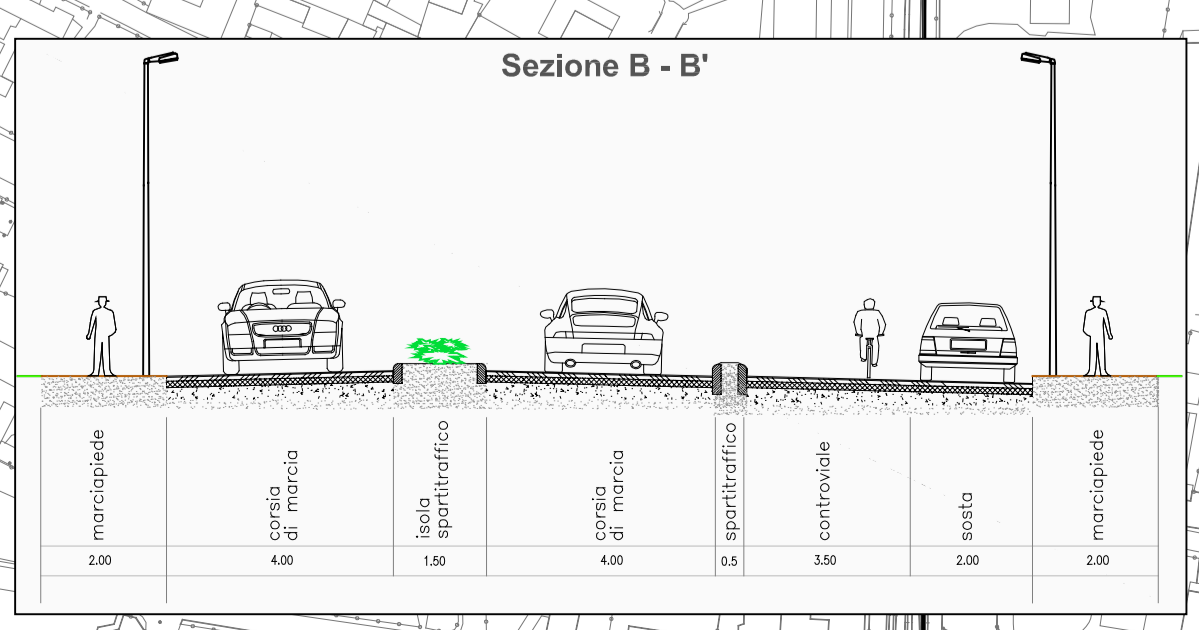 Sezione B - B'
marciapiede
corsia
di marcia
isola
spartitraffico
corsia
di marcia
spartitraffico
controviale
sosta
marciapiede
2.00
4.00
1.50
4.00
0.5
3.50
2.00
2.00